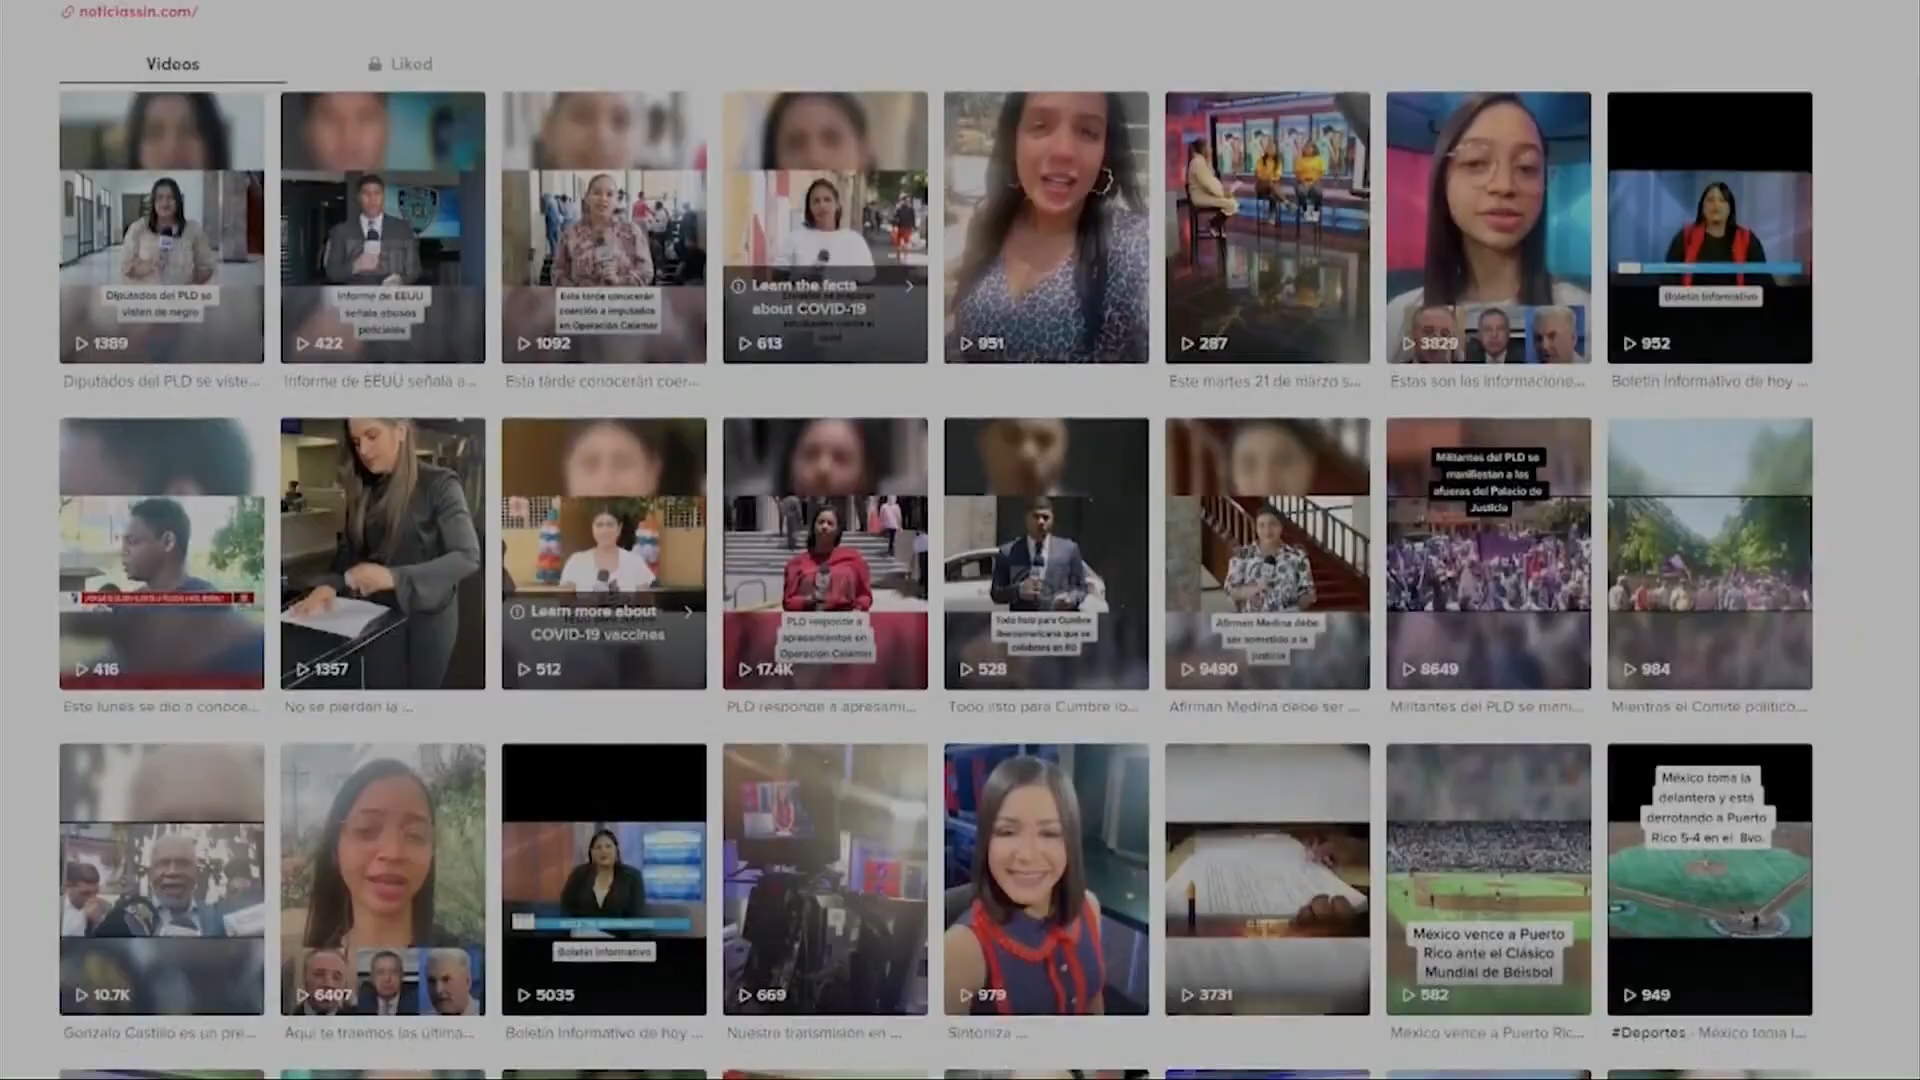 noticiassin.com/
Videos
Liked
Diputados del PLD se
visten de negro
1389
Informe de EEUU
señala abusos
policiales
422
Esta tarde conocerán
coerción a imputados
en Operación Calamar
1092
Learn the facts
about COVID-19
613
951
287
3829
Boletín Informativo
952
Diputados del PLD se viste...
Informe de EEUU señala a...
Esta tarde conocerán coer...
Este martes 21 de marzo s...
Estas son las informacione...
Boletín Informativo de hoy ...
416
1357
Learn more about
COVID-19 vaccines
512
PLD responde a
apresamientos en
Operación Calamar
17.4K
Todo listo para Cumbre
Iberoamericana que se
celebrará en RD
528
Afirman Medina debe
ser sometido a la
justicia
9490
Militantes del PLD se
manifiestan a las
afueras del Palacio de
Justicia
8649
984
Este lunes se dio a conoce...
No se pierdan la ...
PLD responde a apresami...
Todo listo para Cumbre Ib...
Afirman Medina debe ser ...
Militantes del PLD se mani...
Mientras el Comité político...
10.7K
6407
Boletín Informativo
5035
669
979
3731
México vence a Puerto
Rico ante el Clásico
Mundial de Béisbol
582
México toma la
delantera y está
derrotando a Puerto
Rico 5-4 en el 8vo.
949
Gonzalo Castillo es un pre...
Aquí te traemos las última...
Boletín Informativo de hoy ...
Nuestra transmisión en ...
Sintoniza ...
México vence a Puerto Ric...
#Deportes - México toma l...